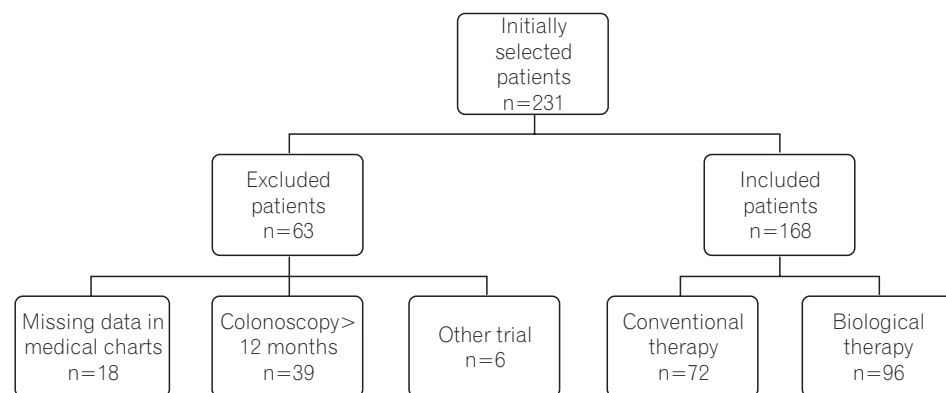 Initially
selected
patients
n=231
Excluded
patients
n=63
Included
patients
n=168
Missing data in
medical charts
n=18
Colonoscopy>
12 months
n=39
Other trial
n=6
Conventional
therapy
n=72
Biological
therapy
n=96